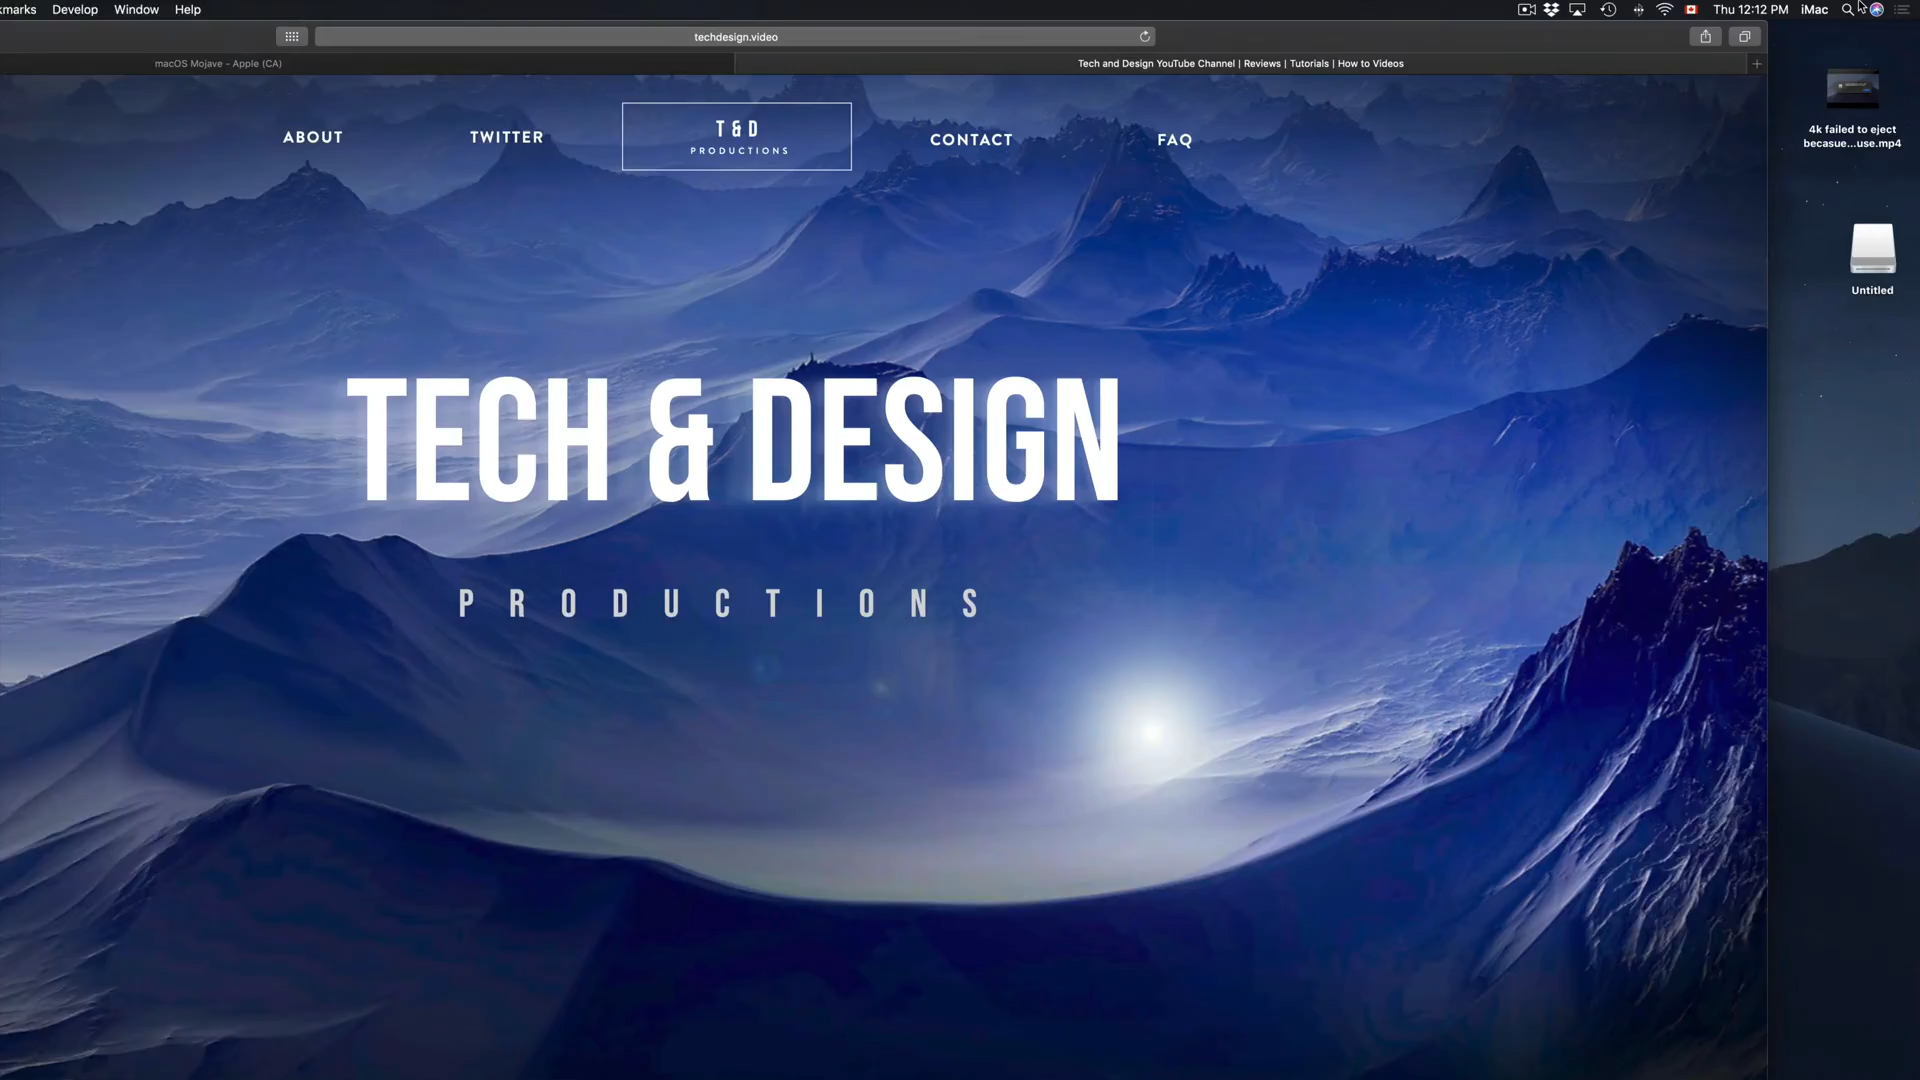 kmarks Develop Window Help Thu 12:12 PM iMac
techdesign.video
macOS Mojave - Apple (CA) Tech and Design YouTube Channel | Reviews | Tutorials | How to Videos
ABOUT TWITTER T&D CONTACT FAQ
PRODUCTIONS
4k failed to eject
becasue...use.mp4
Untitled
TECH & DESIGN
PRODUCTIONS